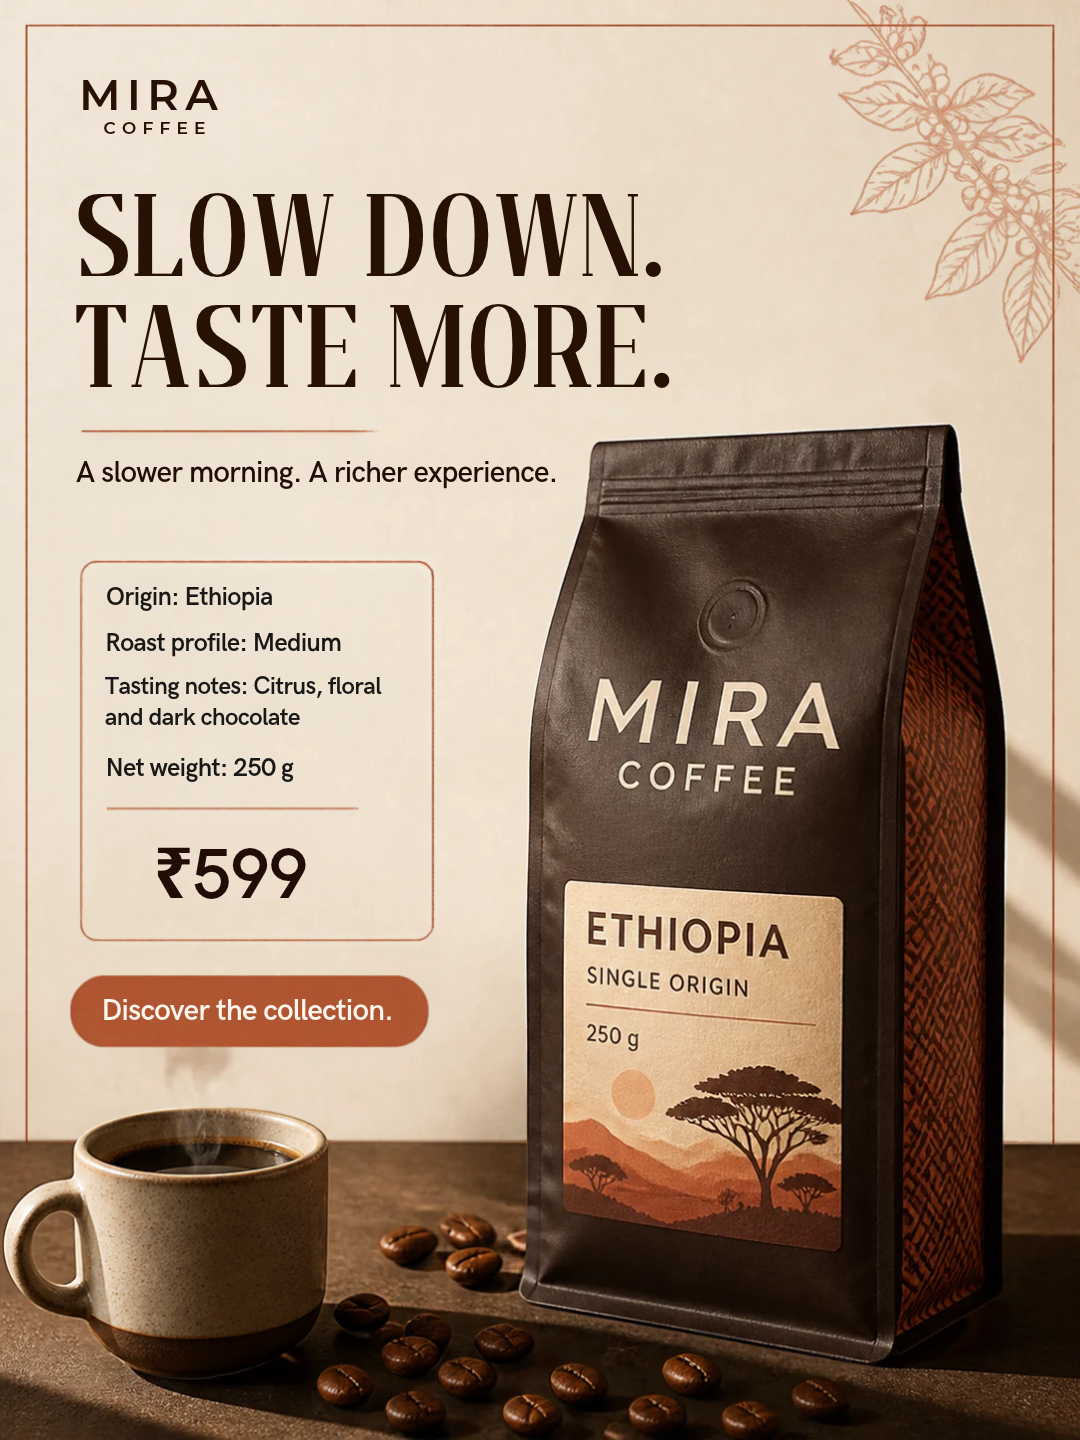 MIRA
COFFEE
SLOW DOWN.
TASTE MORE.
A slower morning. A richer experience.
Origin: Ethiopia
Roast profile: Medium
Tasting notes: Citrus, floral
and dark chocolate
Net weight: 250 g
₹599
Discover the collection.
MIRA
COFFEE
ETHIOPIA
SINGLE ORIGIN
250 g